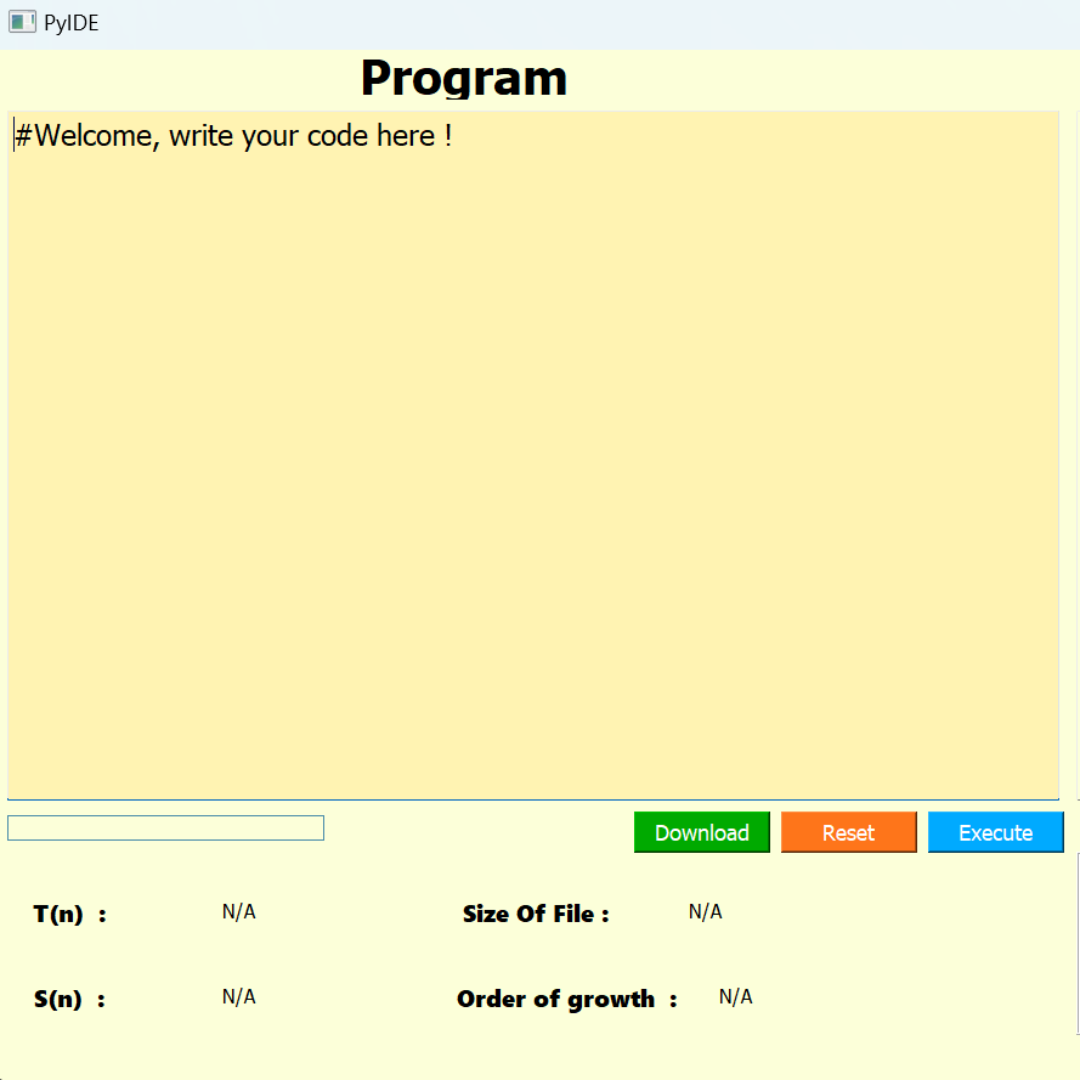 PyIDE
Program
#Welcome, write your code here !
Download Reset Execute
T(n) : N/A Size Of File : N/A
S(n) : N/A Order of growth : N/A